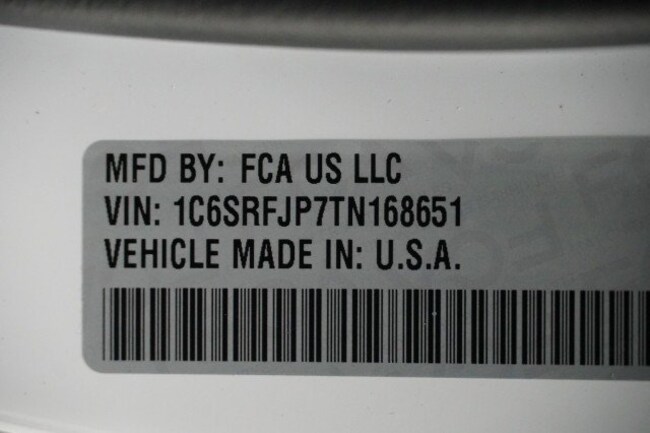 MFD BY: FCA US LLC
VIN: 1C6SRFJP7TN168651
VEHICLE MADE IN: U.S.A.